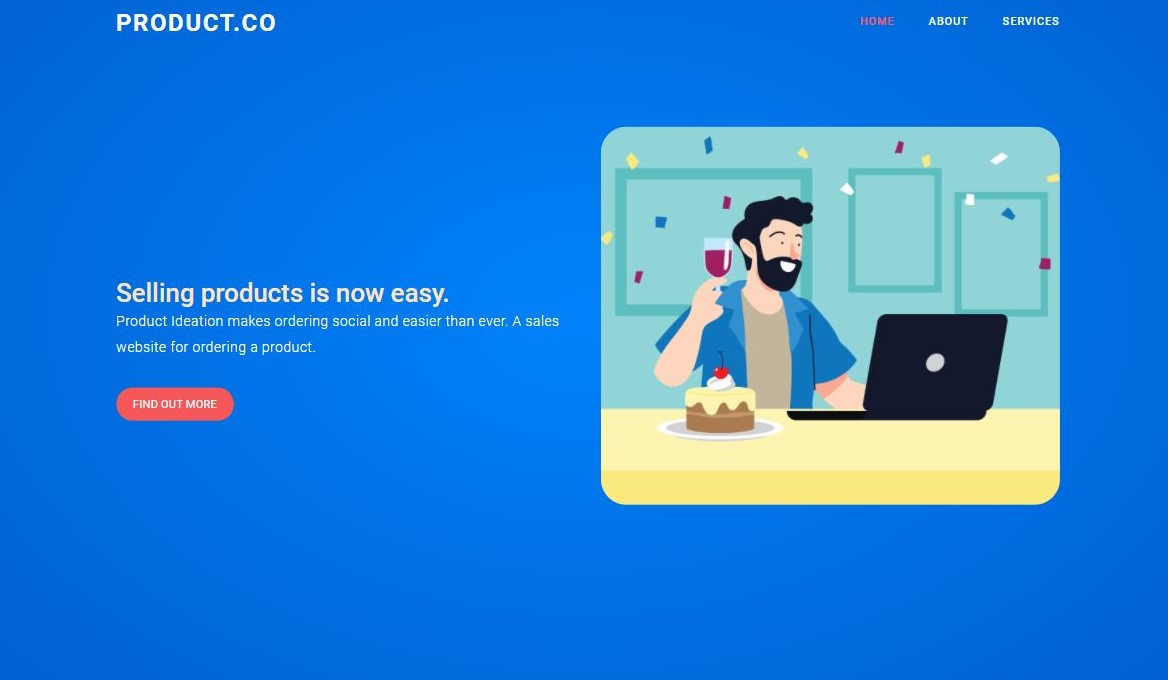 PRODUCT.CO
HOME ABOUT SERVICES
Selling products is now easy.
Product Ideation makes ordering social and easier than ever. A sales
website for ordering a product.
FIND OUT MORE